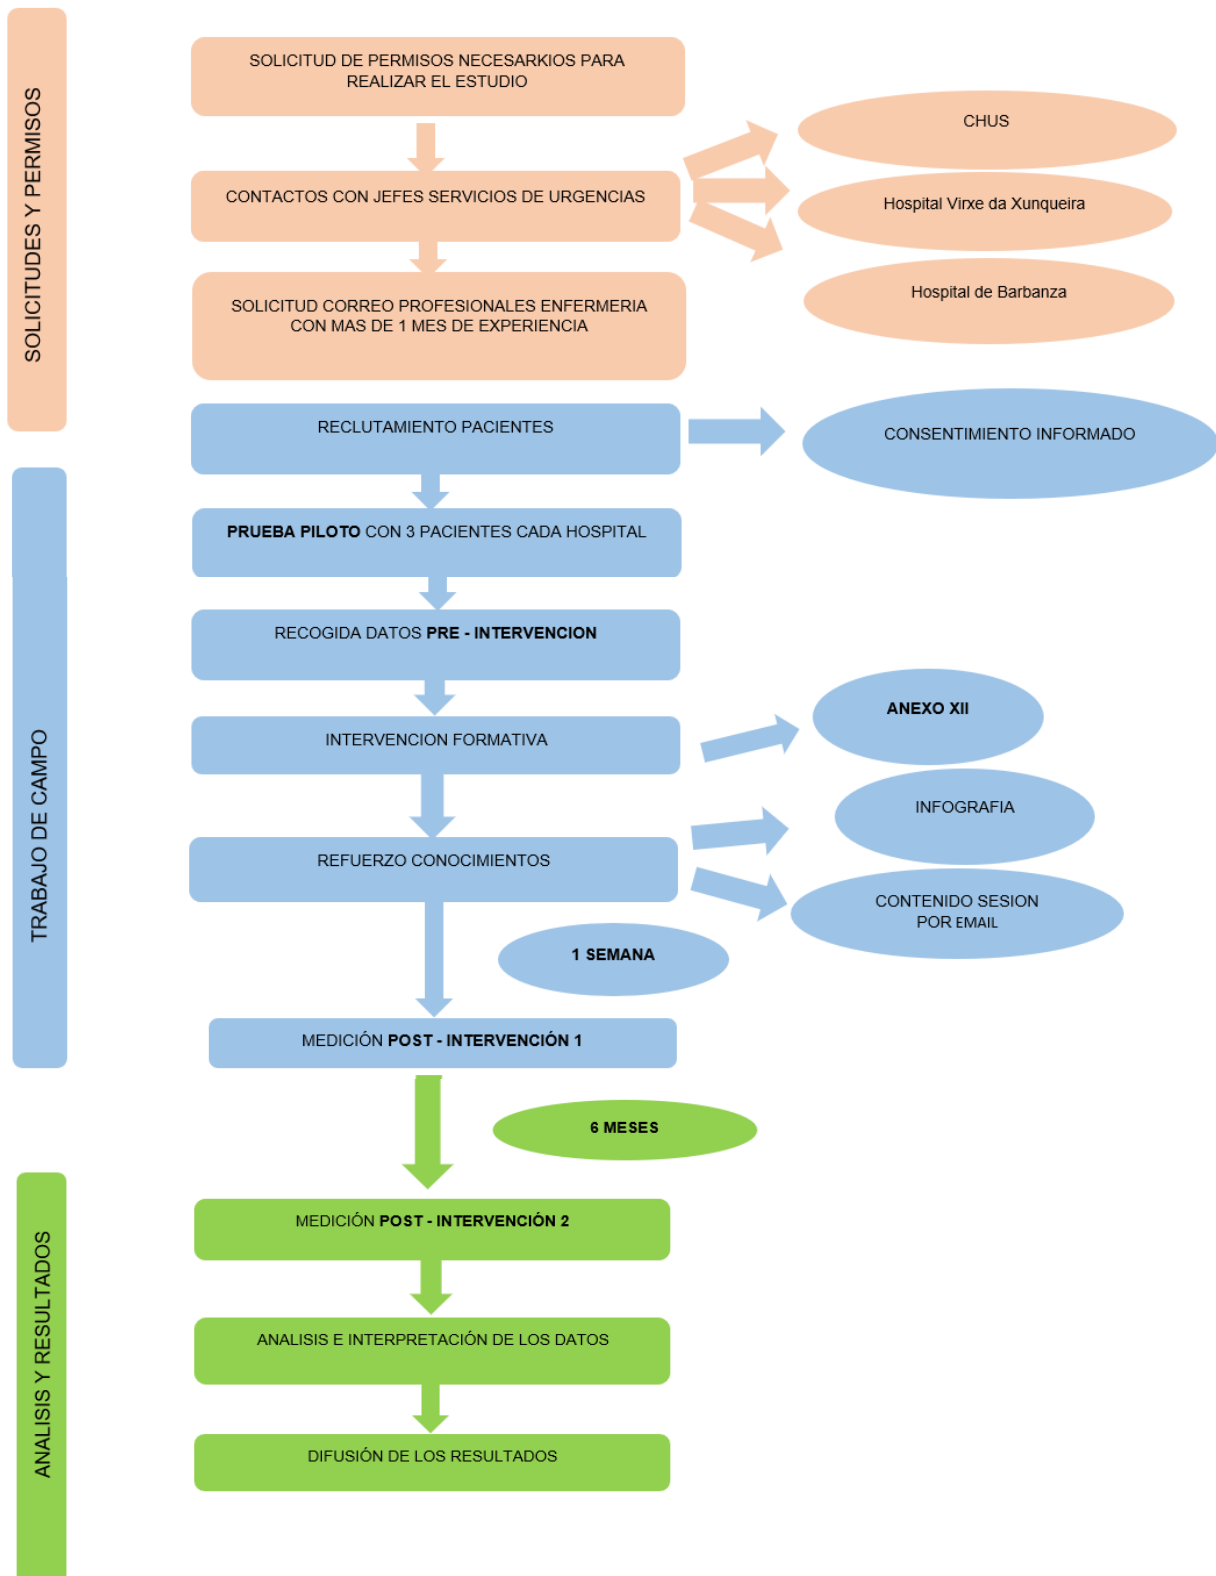 SOLICITUDES Y PERMISOS
SOLICITUD DE PERMISOS NECESARKIOS PARA
REALIZAR EL ESTUDIO
CONTACTOS CON JEFES SERVICIOS DE URGENCIAS
CHUS
Hospital Virxe da Xunqueira
Hospital de Barbanza
SOLICITUD CORREO PROFESIONALES ENFERMERIA
CON MAS DE 1 MES DE EXPERIENCIA
TRABAJO DE CAMPO
RECLUTAMIENTO PACIENTES
CONSENTIMIENTO INFORMADO
PRUEBA PILOTO CON 3 PACIENTES CADA HOSPITAL
RECOGIDA DATOS PRE - INTERVENCION
INTERVENCION FORMATIVA
ANEXO XII
REFUERZO CONOCIMIENTOS
INFOGRAFIA
CONTENIDO SESION
POR EMAIL
1 SEMANA
MEDICIÓN POST - INTERVENCIÓN 1
6 MESES
ANALISIS Y RESULTADOS
MEDICIÓN POST - INTERVENCIÓN 2
ANALISIS E INTERPRETACIÓN DE LOS DATOS
DIFUSIÓN DE LOS RESULTADOS